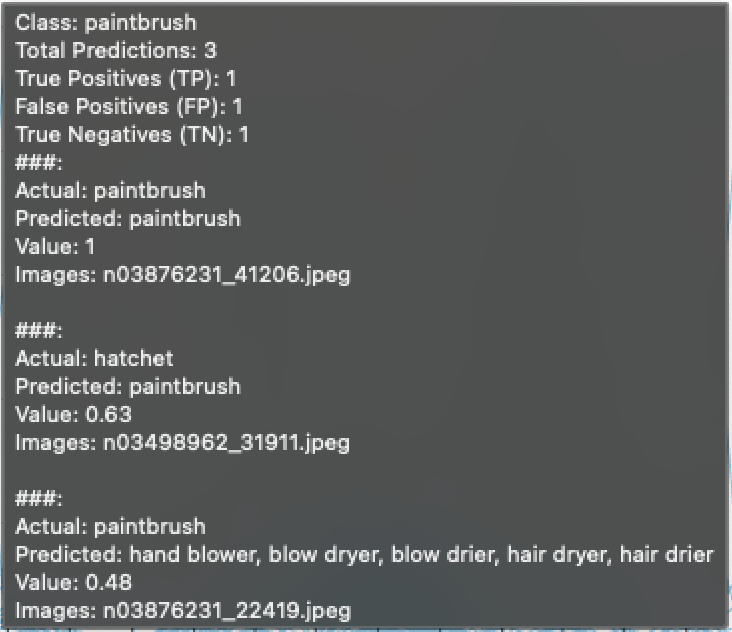 Class: paintbrush
Total Predictions: 3
True Positives (TP): 1
False Positives (FP): 1
True Negatives (TN): 1
###:
Actual: paintbrush
Predicted: paintbrush
Value: 1
Images: n03876231_41206.jpeg
###:
Actual: hatchet
Predicted: paintbrush
Value: 0.63
Images: n03498962_31911.jpeg
###:
Actual: paintbrush
Predicted: hand blower, blow dryer, blow drier, hair dryer, hair drier
Value: 0.48
Images: n03876231_22419.jpeg